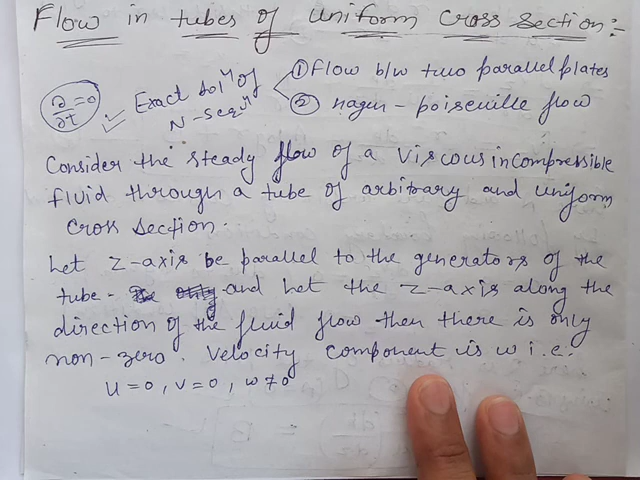 Flow in tubes of uniform cross section:-
∂/∂t = 0
Exact solⁿ of
N-S eqⁿ
① Flow b/w two parallel plates
② hagen - poiseuille flow
Consider the steady flow of a viscous incompressible
fluid through a tube of arbitrary and uniform
cross section.
Let z-axis be parallel to the generators of the
tube. and Let the z-axis along the
direction of the fluid flow then there is only
non-zero. velocity component is w i.e.
u=0, v=0, w≠0